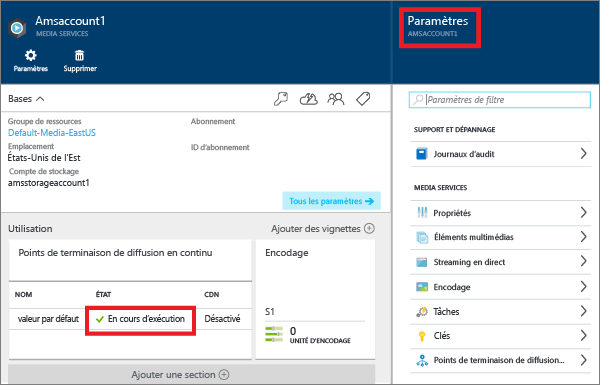 Amsaccount1
MEDIA SERVICES
Paramètres
Supprimer
Bases
Groupe de ressources
Default-Media-EastUS
Emplacement
États-Unis de l'Est
Compte de stockage
amsstorageaccount1
Abonnement
ID d'abonnement
Tous les paramètres
Utilisation
Ajouter des vignettes
Points de terminaison de diffusion en continu
NOM
ÉTAT
CDN
valeur par défaut
En cours d'exécution
Désactivé
Encodage
S1
0
UNITÉ D'ENCODAGE
Ajouter une section
Paramètres
AMSACCOUNT1
Paramètres de filtre
SUPPORT ET DÉPANNAGE
Journaux d'audit
MEDIA SERVICES
Propriétés
Éléments multimédias
Streaming en direct
Encodage
Tâches
Clés
Points de terminaison de diffusion...